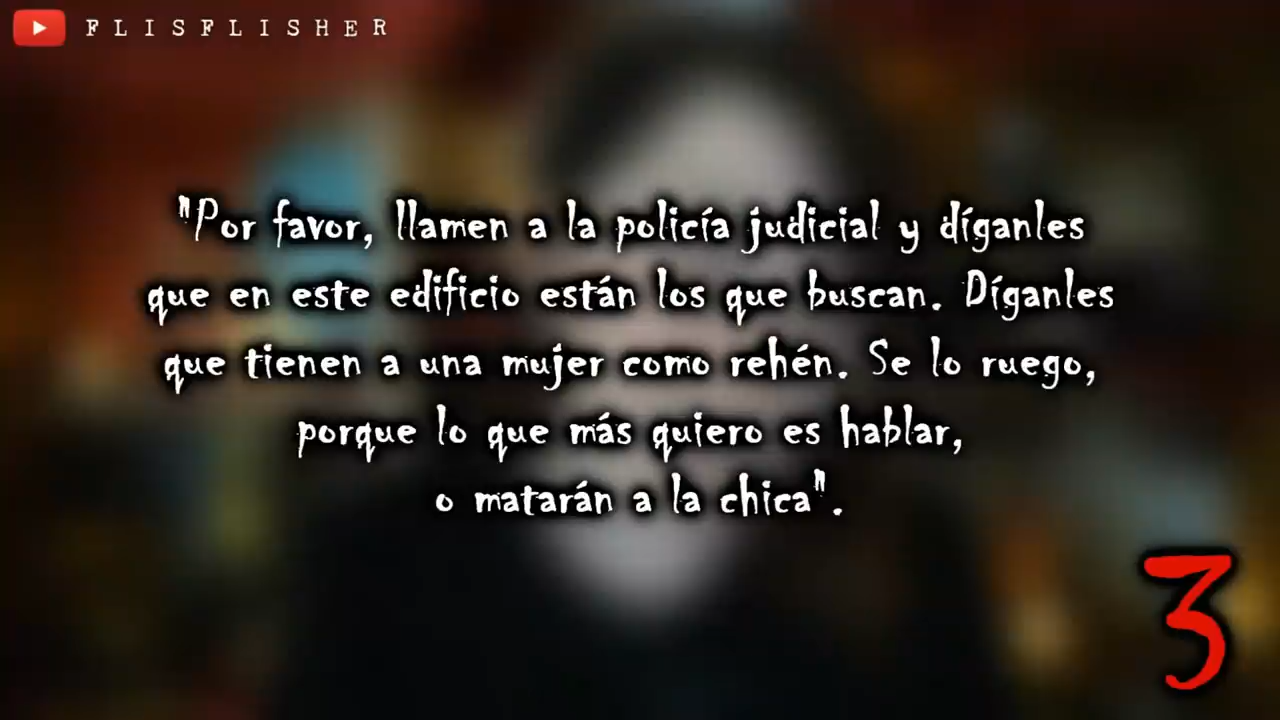 FLISFLISHER
"Por favor, llamen a la policía judicial y díganles
que en este edificio están los que buscan. Díganles
que tienen a una mujer como rehén. Se lo ruego,
porque lo que más quiero es hablar,
o matarán a la chica".
3